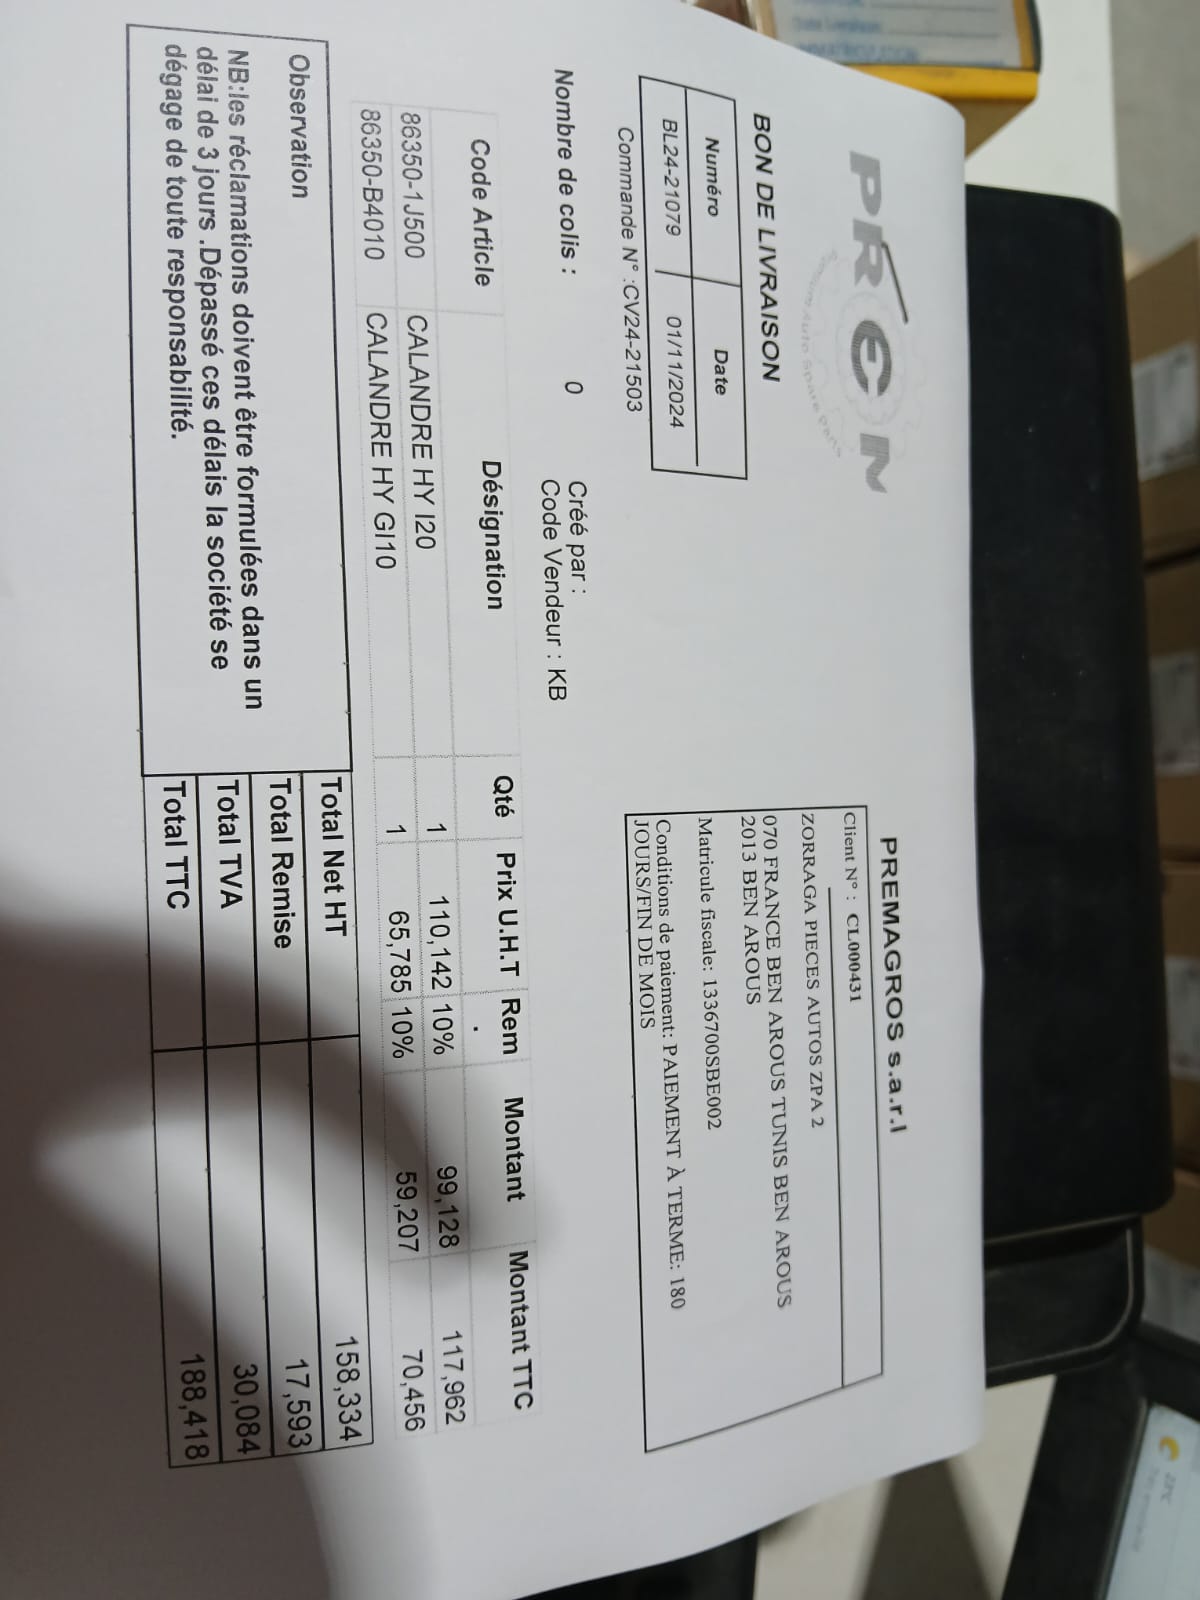 PREMAGROS s.a.r.l
PREM
BON DE LIVRAISON
Numéro Date
BL24-21079 01/11/2024
Commande N° :CV24-21503
Client N° : CL000431
ZORRAGA PIECES AUTOS ZPA 2
070 FRANCE BEN AROUS TUNIS BEN AROUS
2013 BEN AROUS
Matricule fiscale: 1336700SBE002
Conditions de paiement: PAIEMENT À TERME: 180
JOURS/FIN DE MOIS
Nombre de colis : 0
Créé par :
Code Vendeur : KB
Code Article Désignation Qté Prix U.H.T Rem. Montant Montant TTC
86350-1J500 CALANDRE HY I20 1 110,142 10% 99,128 117,962
86350-B4010 CALANDRE HY GI10 1 65,785 10% 59,207 70,456
Observation
NB:les réclamations doivent être formulées dans un
délai de 3 jours .Dépassé ces délais la société se
dégage de toute responsabilité.
Total Net HT 158,334
Total Remise 17,593
Total TVA 30,084
Total TTC 188,418